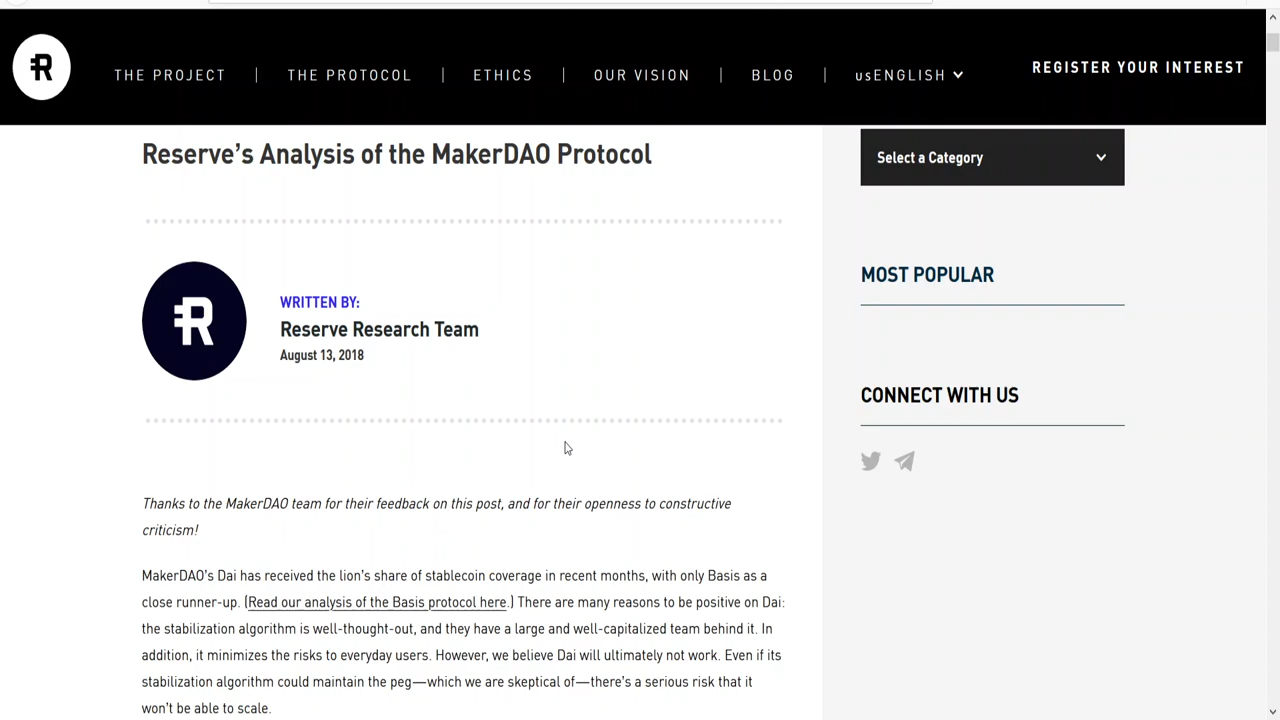 THE PROJECT | THE PROTOCOL | ETHICS | OUR VISION | BLOG | usENGLISH
REGISTER YOUR INTEREST
Reserve's Analysis of the MakerDAO Protocol
WRITTEN BY:
Reserve Research Team
August 13, 2018
Thanks to the MakerDAO team for their feedback on this post, and for their openness to constructive
criticism!
MakerDAO's Dai has received the lion's share of stablecoin coverage in recent months, with only Basis as a
close runner-up. (Read our analysis of the Basis protocol here.) There are many reasons to be positive on Dai:
the stabilization algorithm is well-thought-out, and they have a large and well-capitalized team behind it. In
addition, it minimizes the risks to everyday users. However, we believe Dai will ultimately not work. Even if its
stabilization algorithm could maintain the peg—which we are skeptical of—there's a serious risk that it
won't be able to scale.
Select a Category
MOST POPULAR
CONNECT WITH US